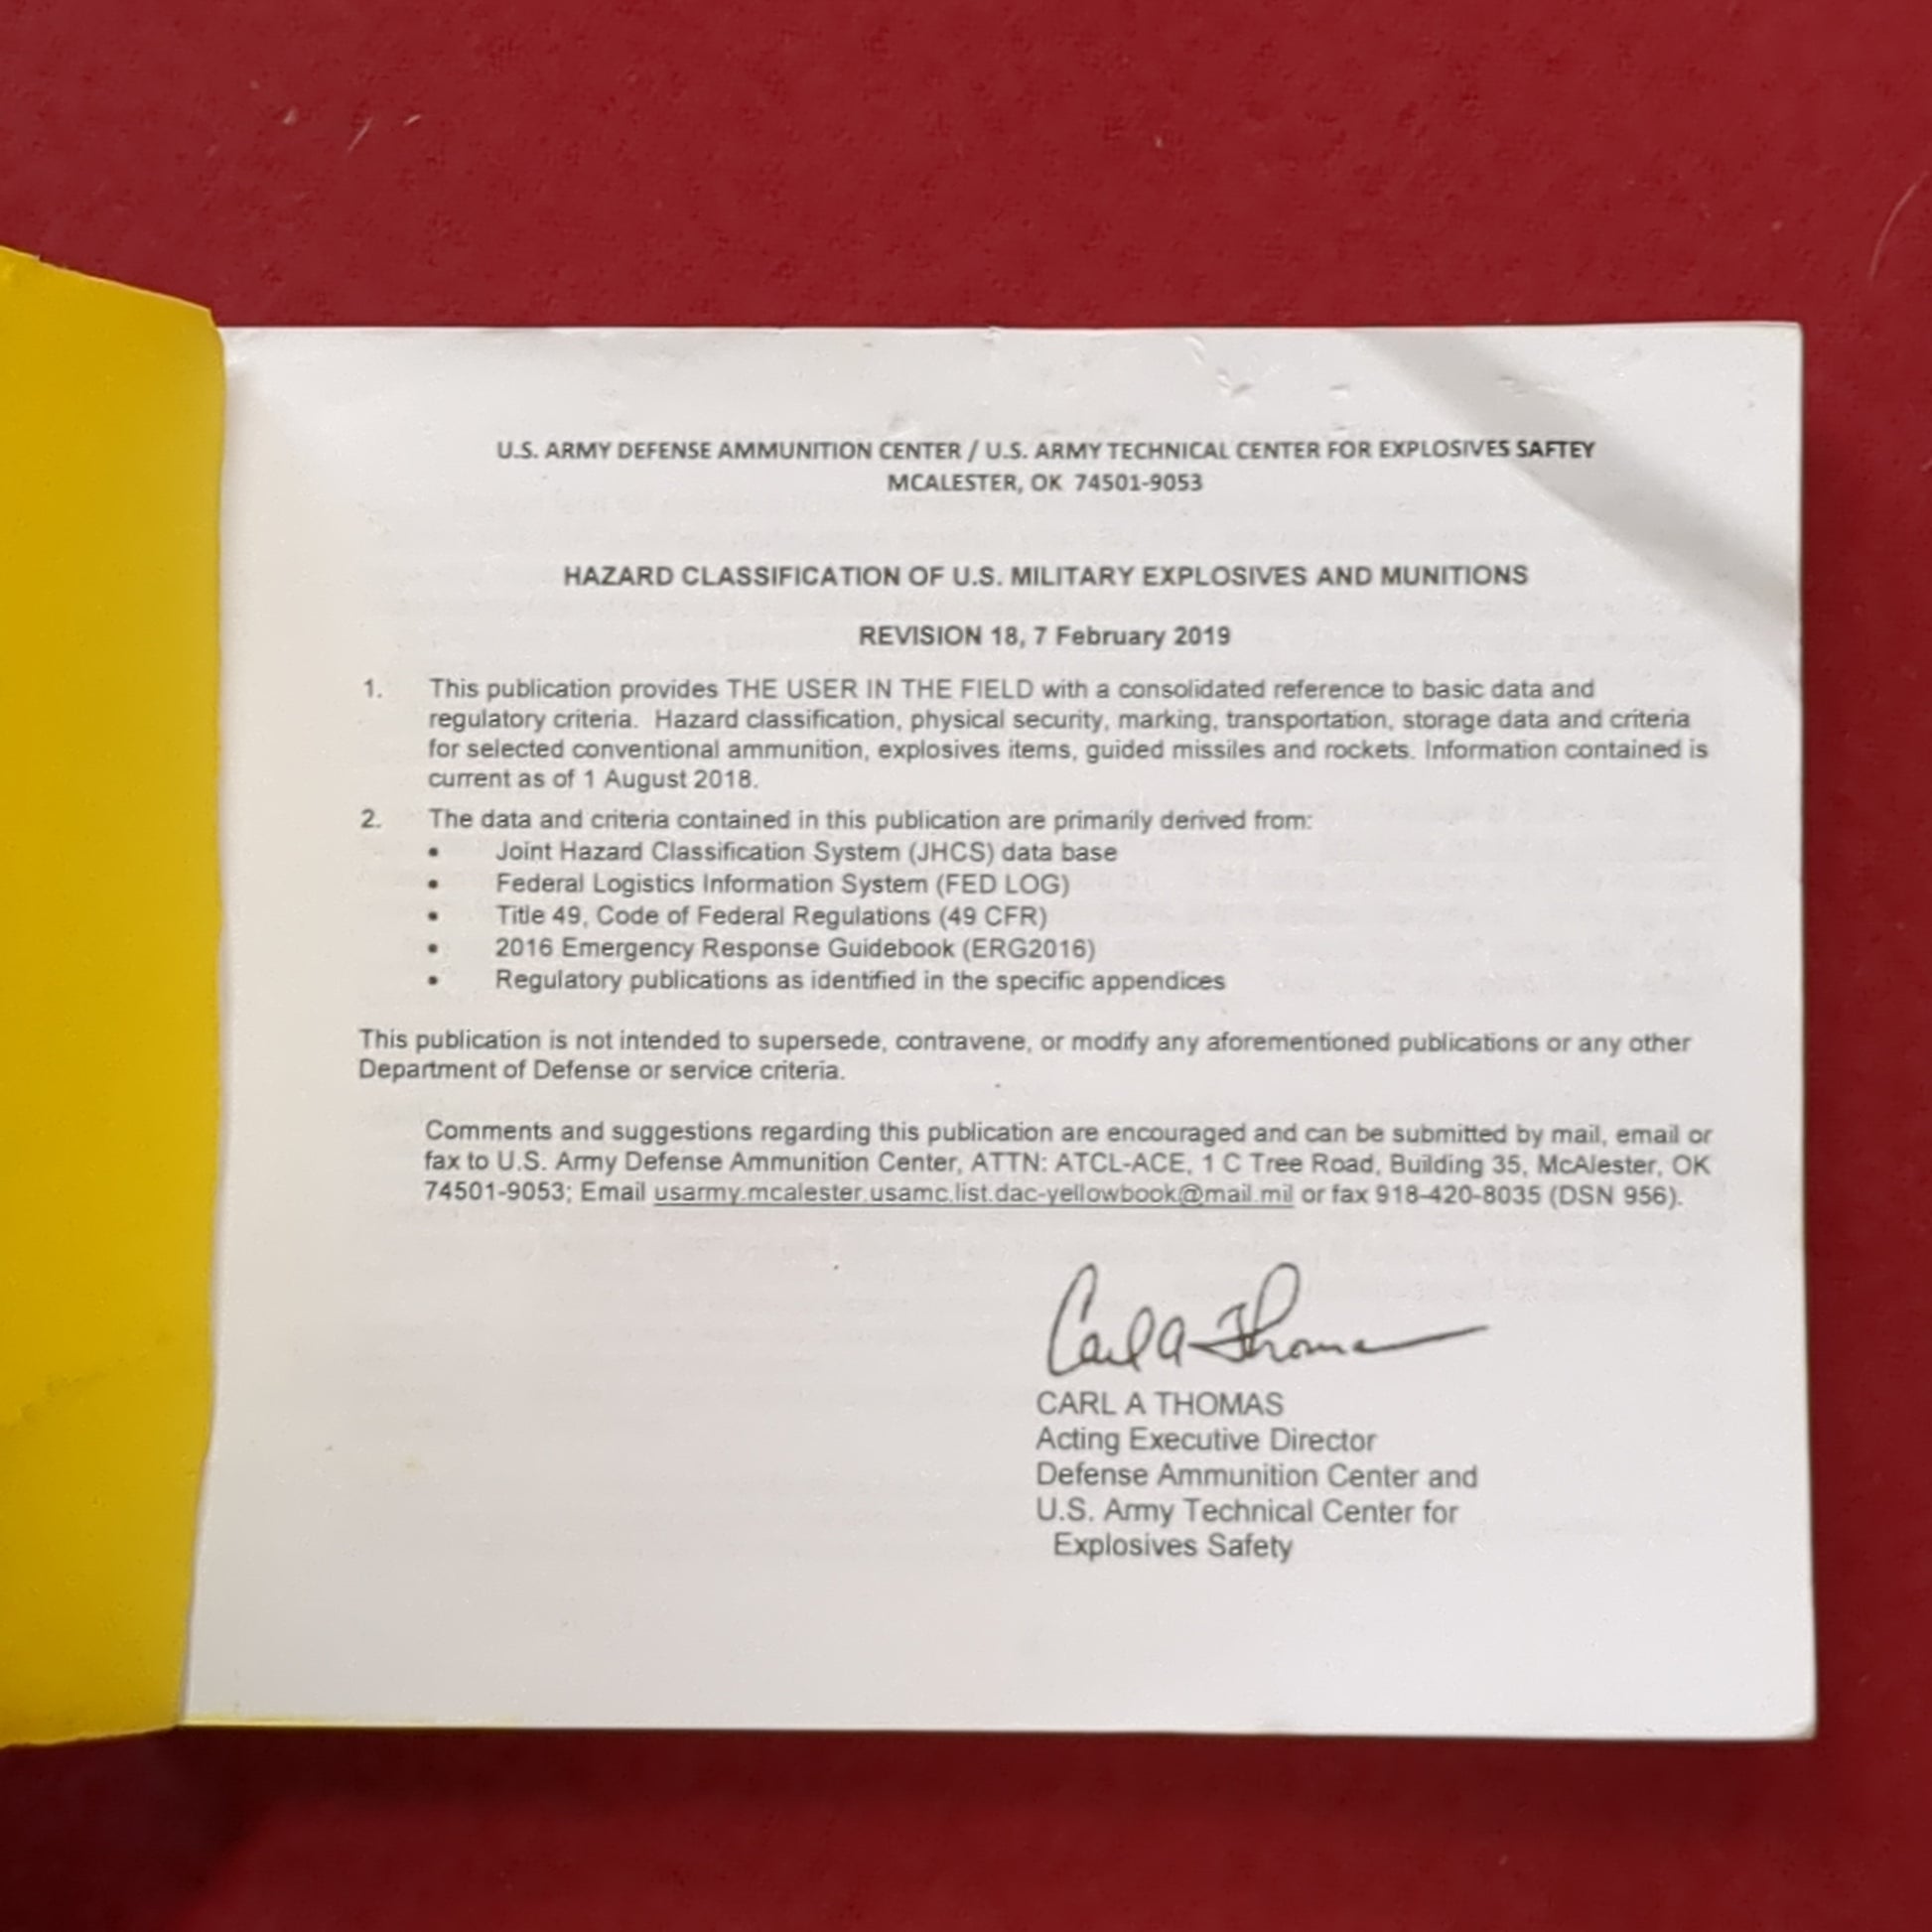 U.S. ARMY DEFENSE AMMUNITION CENTER / U.S. ARMY TECHNICAL CENTER FOR EXPLOSIVES SAFTEY
MCALESTER, OK 74501-9053
HAZARD CLASSIFICATION OF U.S. MILITARY EXPLOSIVES AND MUNITIONS
REVISION 18, 7 February 2019
1. This publication provides THE USER IN THE FIELD with a consolidated reference to basic data and
regulatory criteria. Hazard classification, physical security, marking, transportation, storage data and criteria
for selected conventional ammunition, explosives items, guided missiles and rockets. Information contained is
current as of 1 August 2018.
2. The data and criteria contained in this publication are primarily derived from:
• Joint Hazard Classification System (JHCS) data base
• Federal Logistics Information System (FED LOG)
• Title 49, Code of Federal Regulations (49 CFR)
• 2016 Emergency Response Guidebook (ERG2016)
• Regulatory publications as identified in the specific appendices
This publication is not intended to supersede, contravene, or modify any aforementioned publications or any other
Department of Defense or service criteria.
Comments and suggestions regarding this publication are encouraged and can be submitted by mail, email or
fax to U.S. Army Defense Ammunition Center, ATTN: ATCL-ACE, 1 C Tree Road, Building 35, McAlester, OK
74501-9053; Email usarmy.mcalester.usamc.list.dac-yellowbook@mail.mil or fax 918-420-8035 (DSN 956).
Carl A Thomas
CARL A THOMAS
Acting Executive Director
Defense Ammunition Center and
U.S. Army Technical Center for
Explosives Safety